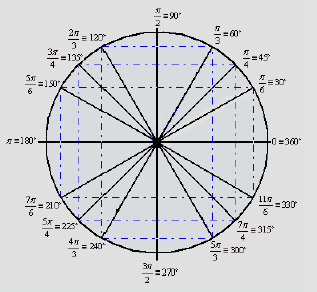 π/2 = 90°
2π/3 = 120°
π/3 = 60°
3π/4 = 135°
π/4 = 45°
5π/6 = 150°
π/6 = 30°
π = 180°
0 = 360°
7π/6 = 210°
11π/6 = 330°
5π/4 = 225°
7π/4 = 315°
4π/3 = 240°
5π/3 = 300°
3π/2 = 270°